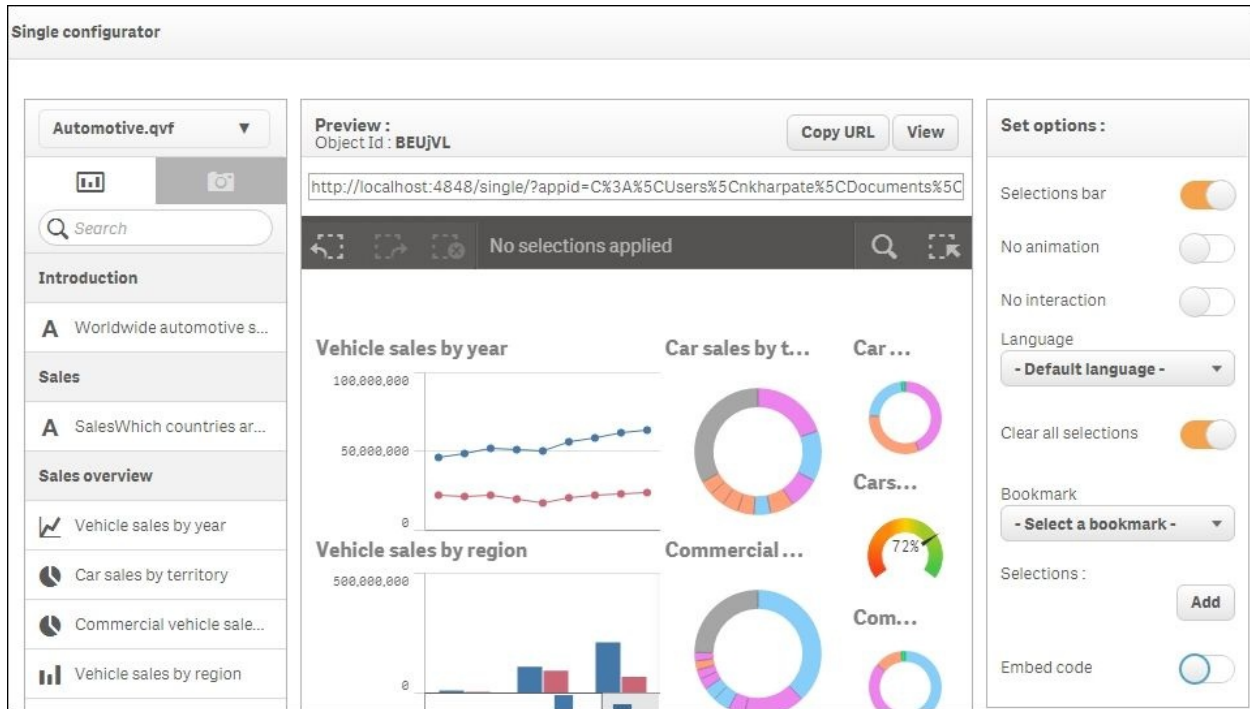 Single configurator
Automotive.qvf
Search
Introduction
A Worldwide automotive s...
Sales
A SalesWhich countries ar...
Sales overview
Vehicle sales by year
Car sales by territory
Commercial vehicle sale...
Vehicle sales by region
Preview :
Object Id : BEUjVL
Copy URL
View
http://localhost:4848/single/?appid=C%3A%5CUsers%5Cnkharpate%5CDocuments%5C
No selections applied
Vehicle sales by year
100,000,000
50,000,000
0
Car sales by t...
Car ...
Cars...
72%
Vehicle sales by region
500,000,000
0
Commercial ...
Com...
Set options :
Selections bar
No animation
No interaction
Language
- Default language -
Clear all selections
Bookmark
- Select a bookmark -
Selections :
Add
Embed code